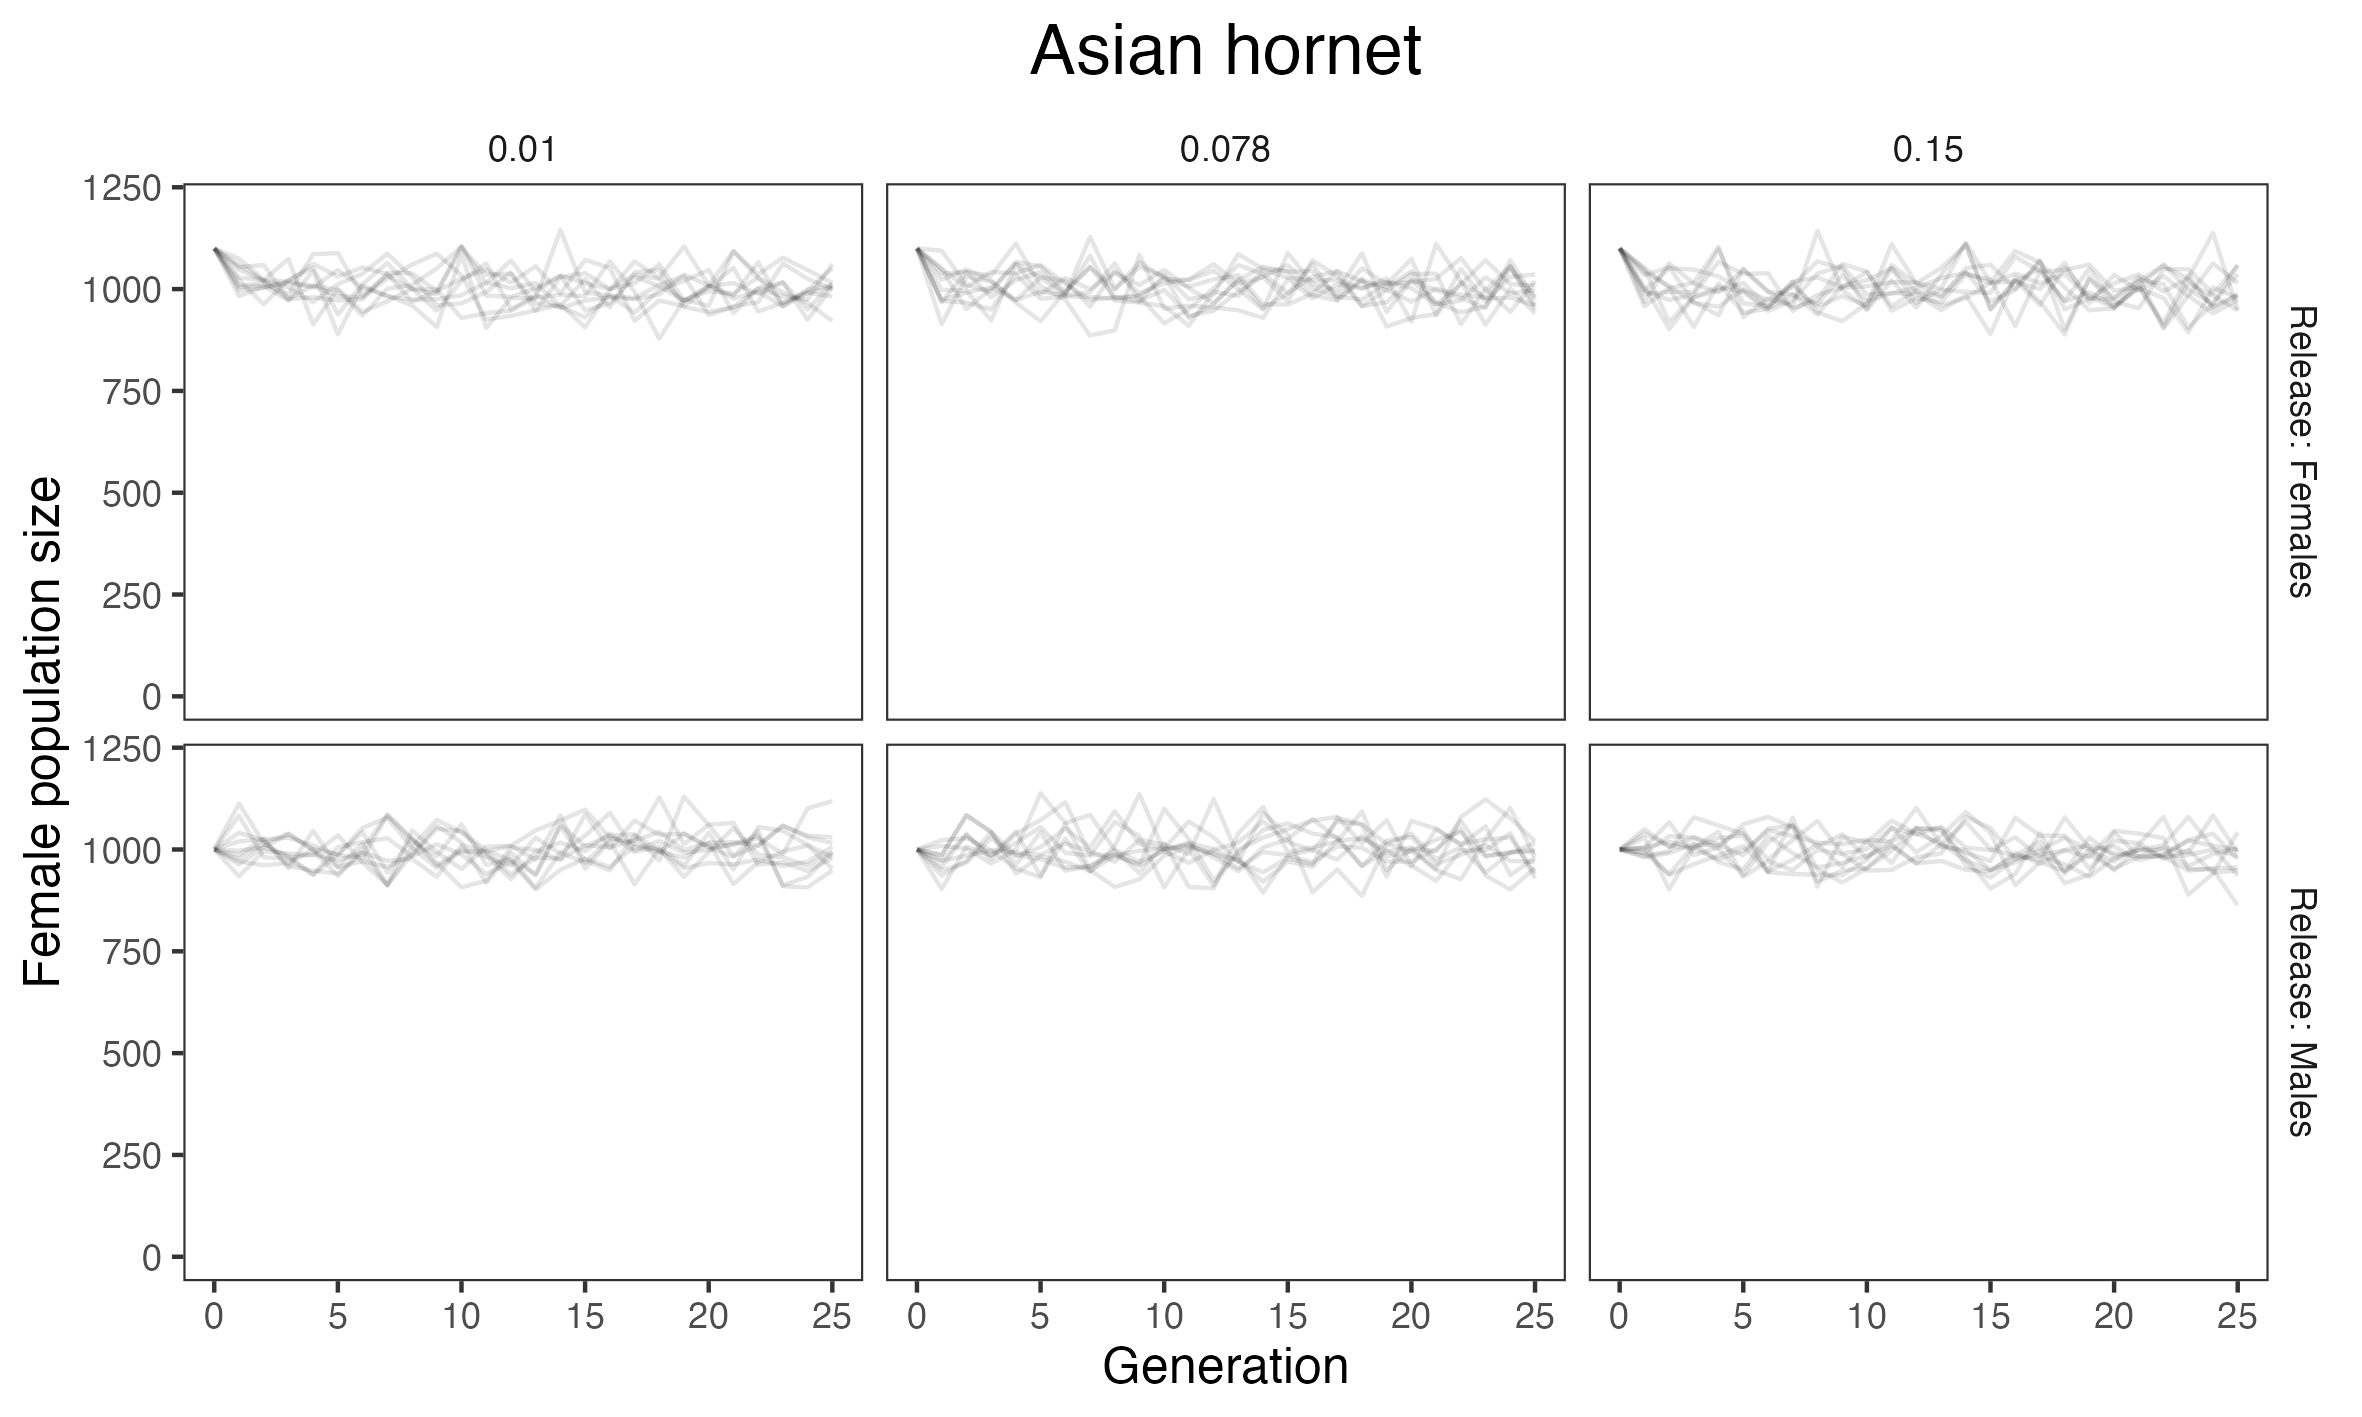 Asian hornet
0.01 0.078 0.15
1250
1000
750
500
250
0
Release: Females
1250
1000
750
500
250
0
Release: Males
Female population size
0 5 10 15 20 25 0 5 10 15 20 25 0 5 10 15 20 25
Generation